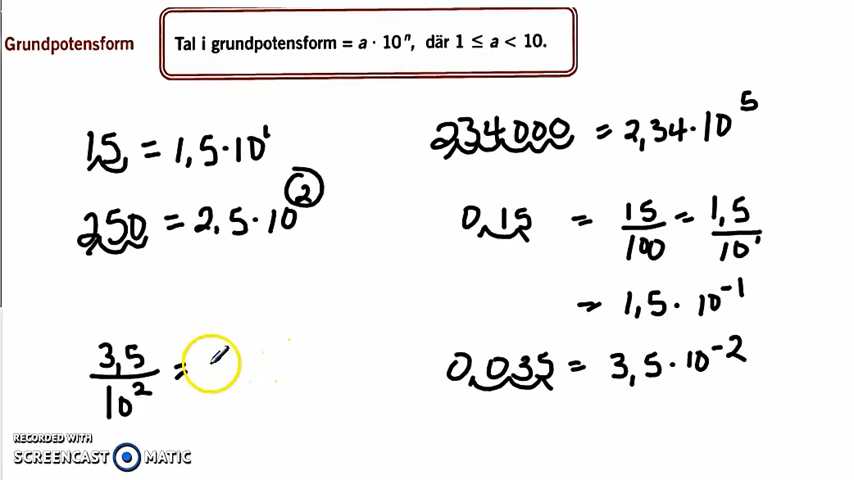 Grundpotensform
Tal i grundpotensform = a · 10ⁿ, där 1 ≤ a < 10.
15 = 1,5·10¹
250 = 2,5·10²
3,5/10² =
234000 = 2,34·10⁵
0,15 = 15/100 = 1,5/10¹
= 1,5·10⁻¹
0,035 = 3,5·10⁻²
RECORDED WITH
SCREENCAST MATIC